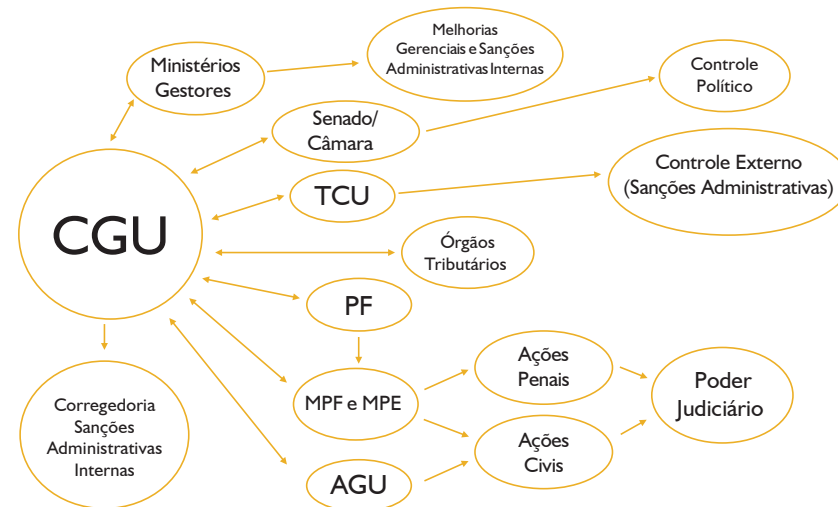 Melhorias
Gerenciais e Sanções
Administrativas Internas
Ministérios
Gestores
Controle
Político
Senado/
Câmara
Controle Externo
(Sanções Administrativas)
TCU
CGU
Órgãos
Tributários
PF
Ações
Penais
Poder
Judiciário
MPF e MPE
Corregedoria
Sanções
Administrativas
Internas
Ações
Civis
AGU